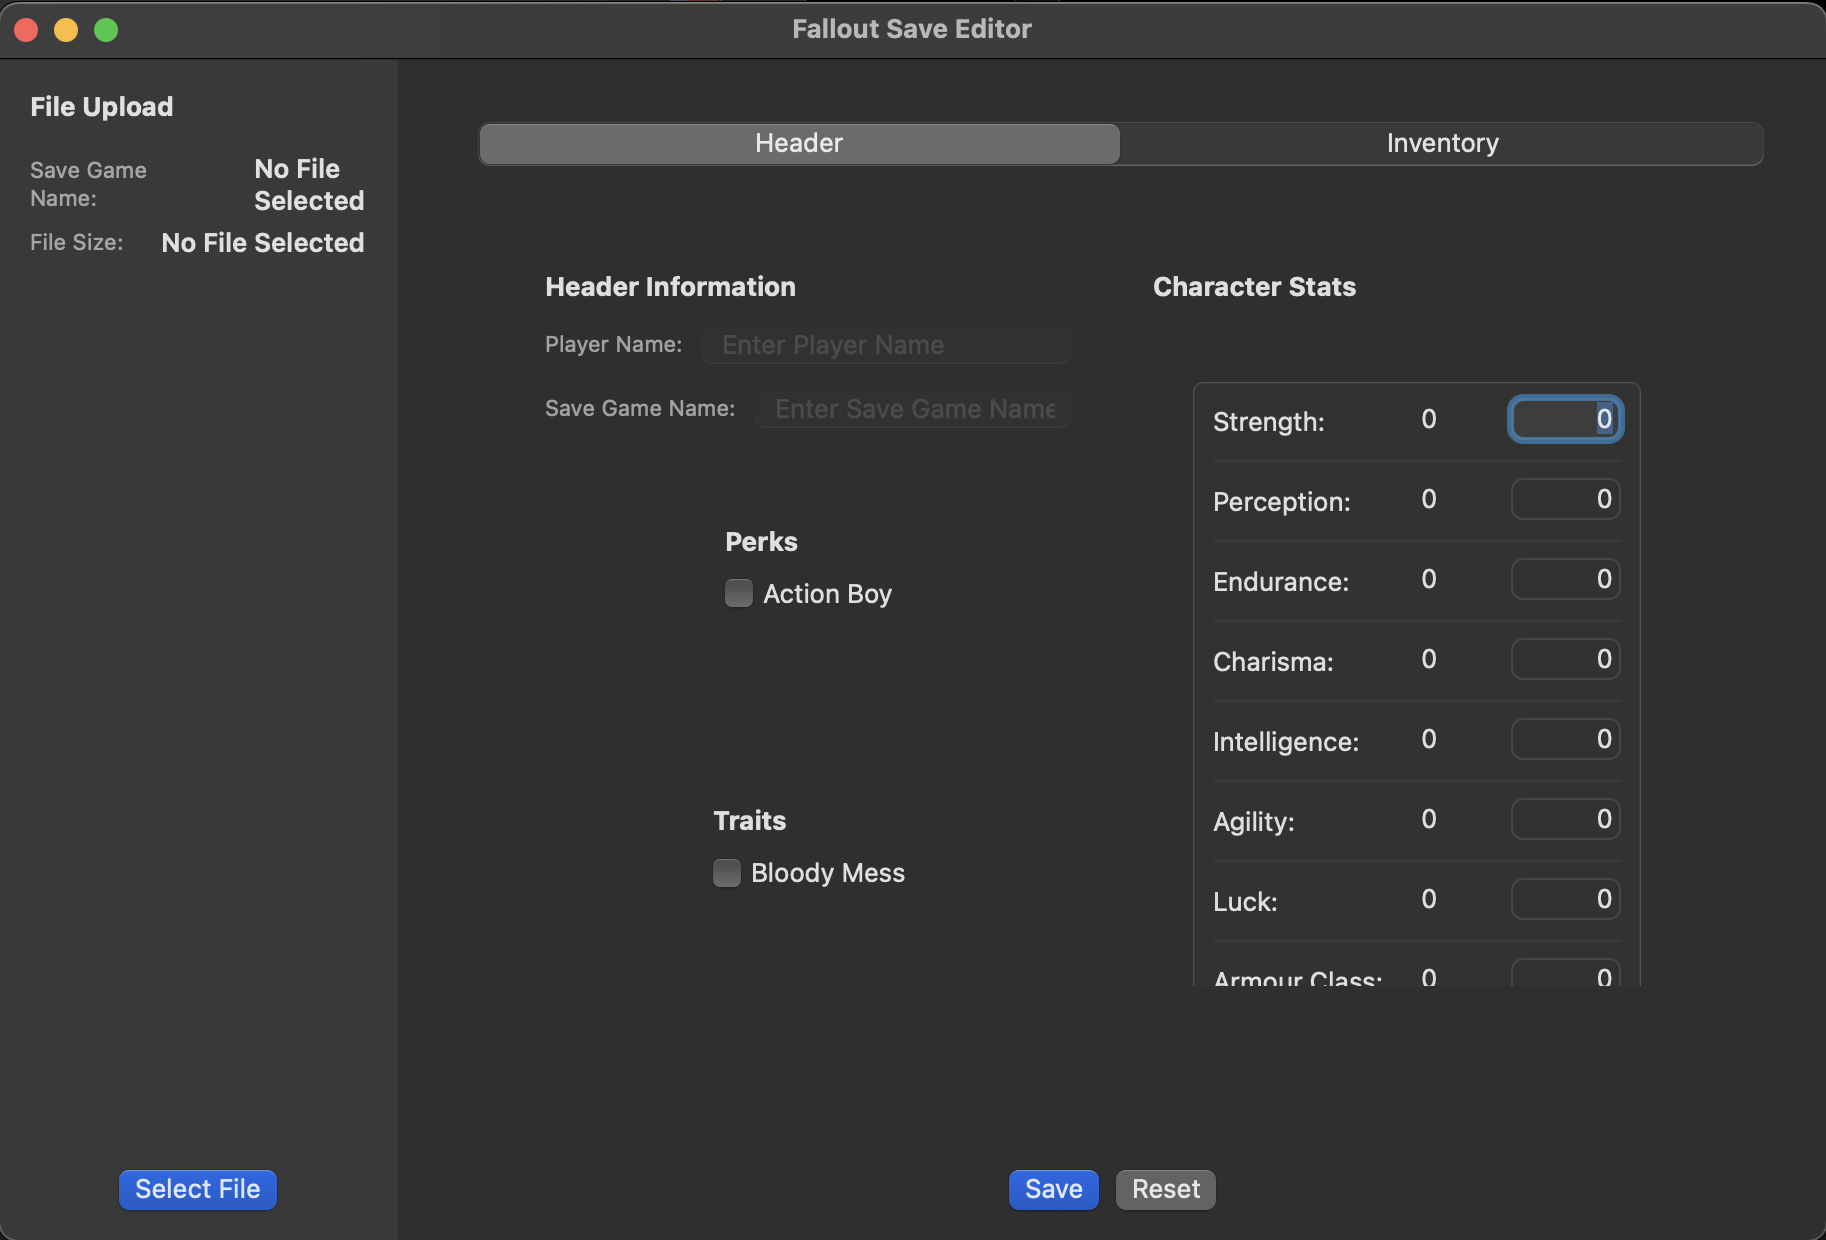 Fallout Save Editor
File Upload
Save Game
Name:
No File
Selected
File Size: No File Selected
Header Inventory
Header Information
Player Name: Enter Player Name
Save Game Name: Enter Save Game Name
Perks
Action Boy
Traits
Bloody Mess
Character Stats
Strength: 0 0
Perception: 0 0
Endurance: 0 0
Charisma: 0 0
Intelligence: 0 0
Agility: 0 0
Luck: 0 0
Armour Class: 0 0
Select File
Save Reset